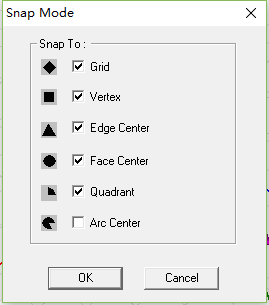 Snap Mode
Snap To :
Grid
Vertex
Edge Center
Face Center
Quadrant
Arc Center
OK
Cancel